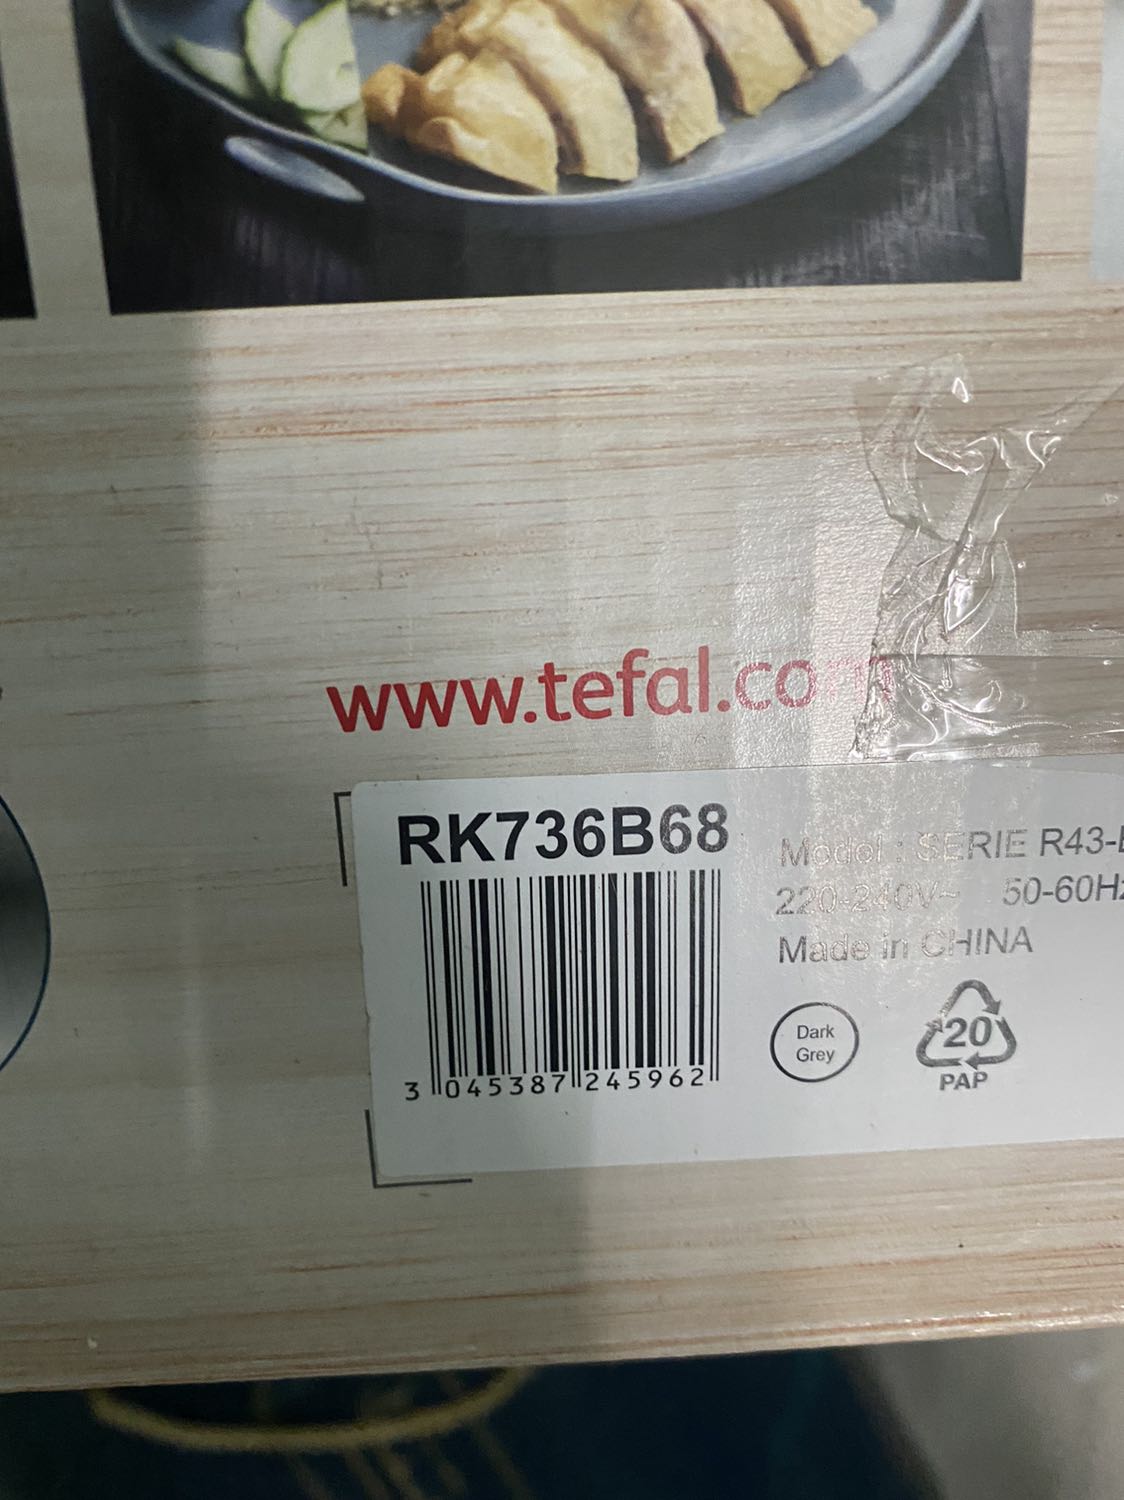 www.tefal.com
RK736B68
Model : SERIE R43-
220-240V~ 50-60Hz
Made in CHINA
Dark
Grey
20
PAP
3 045387 245962